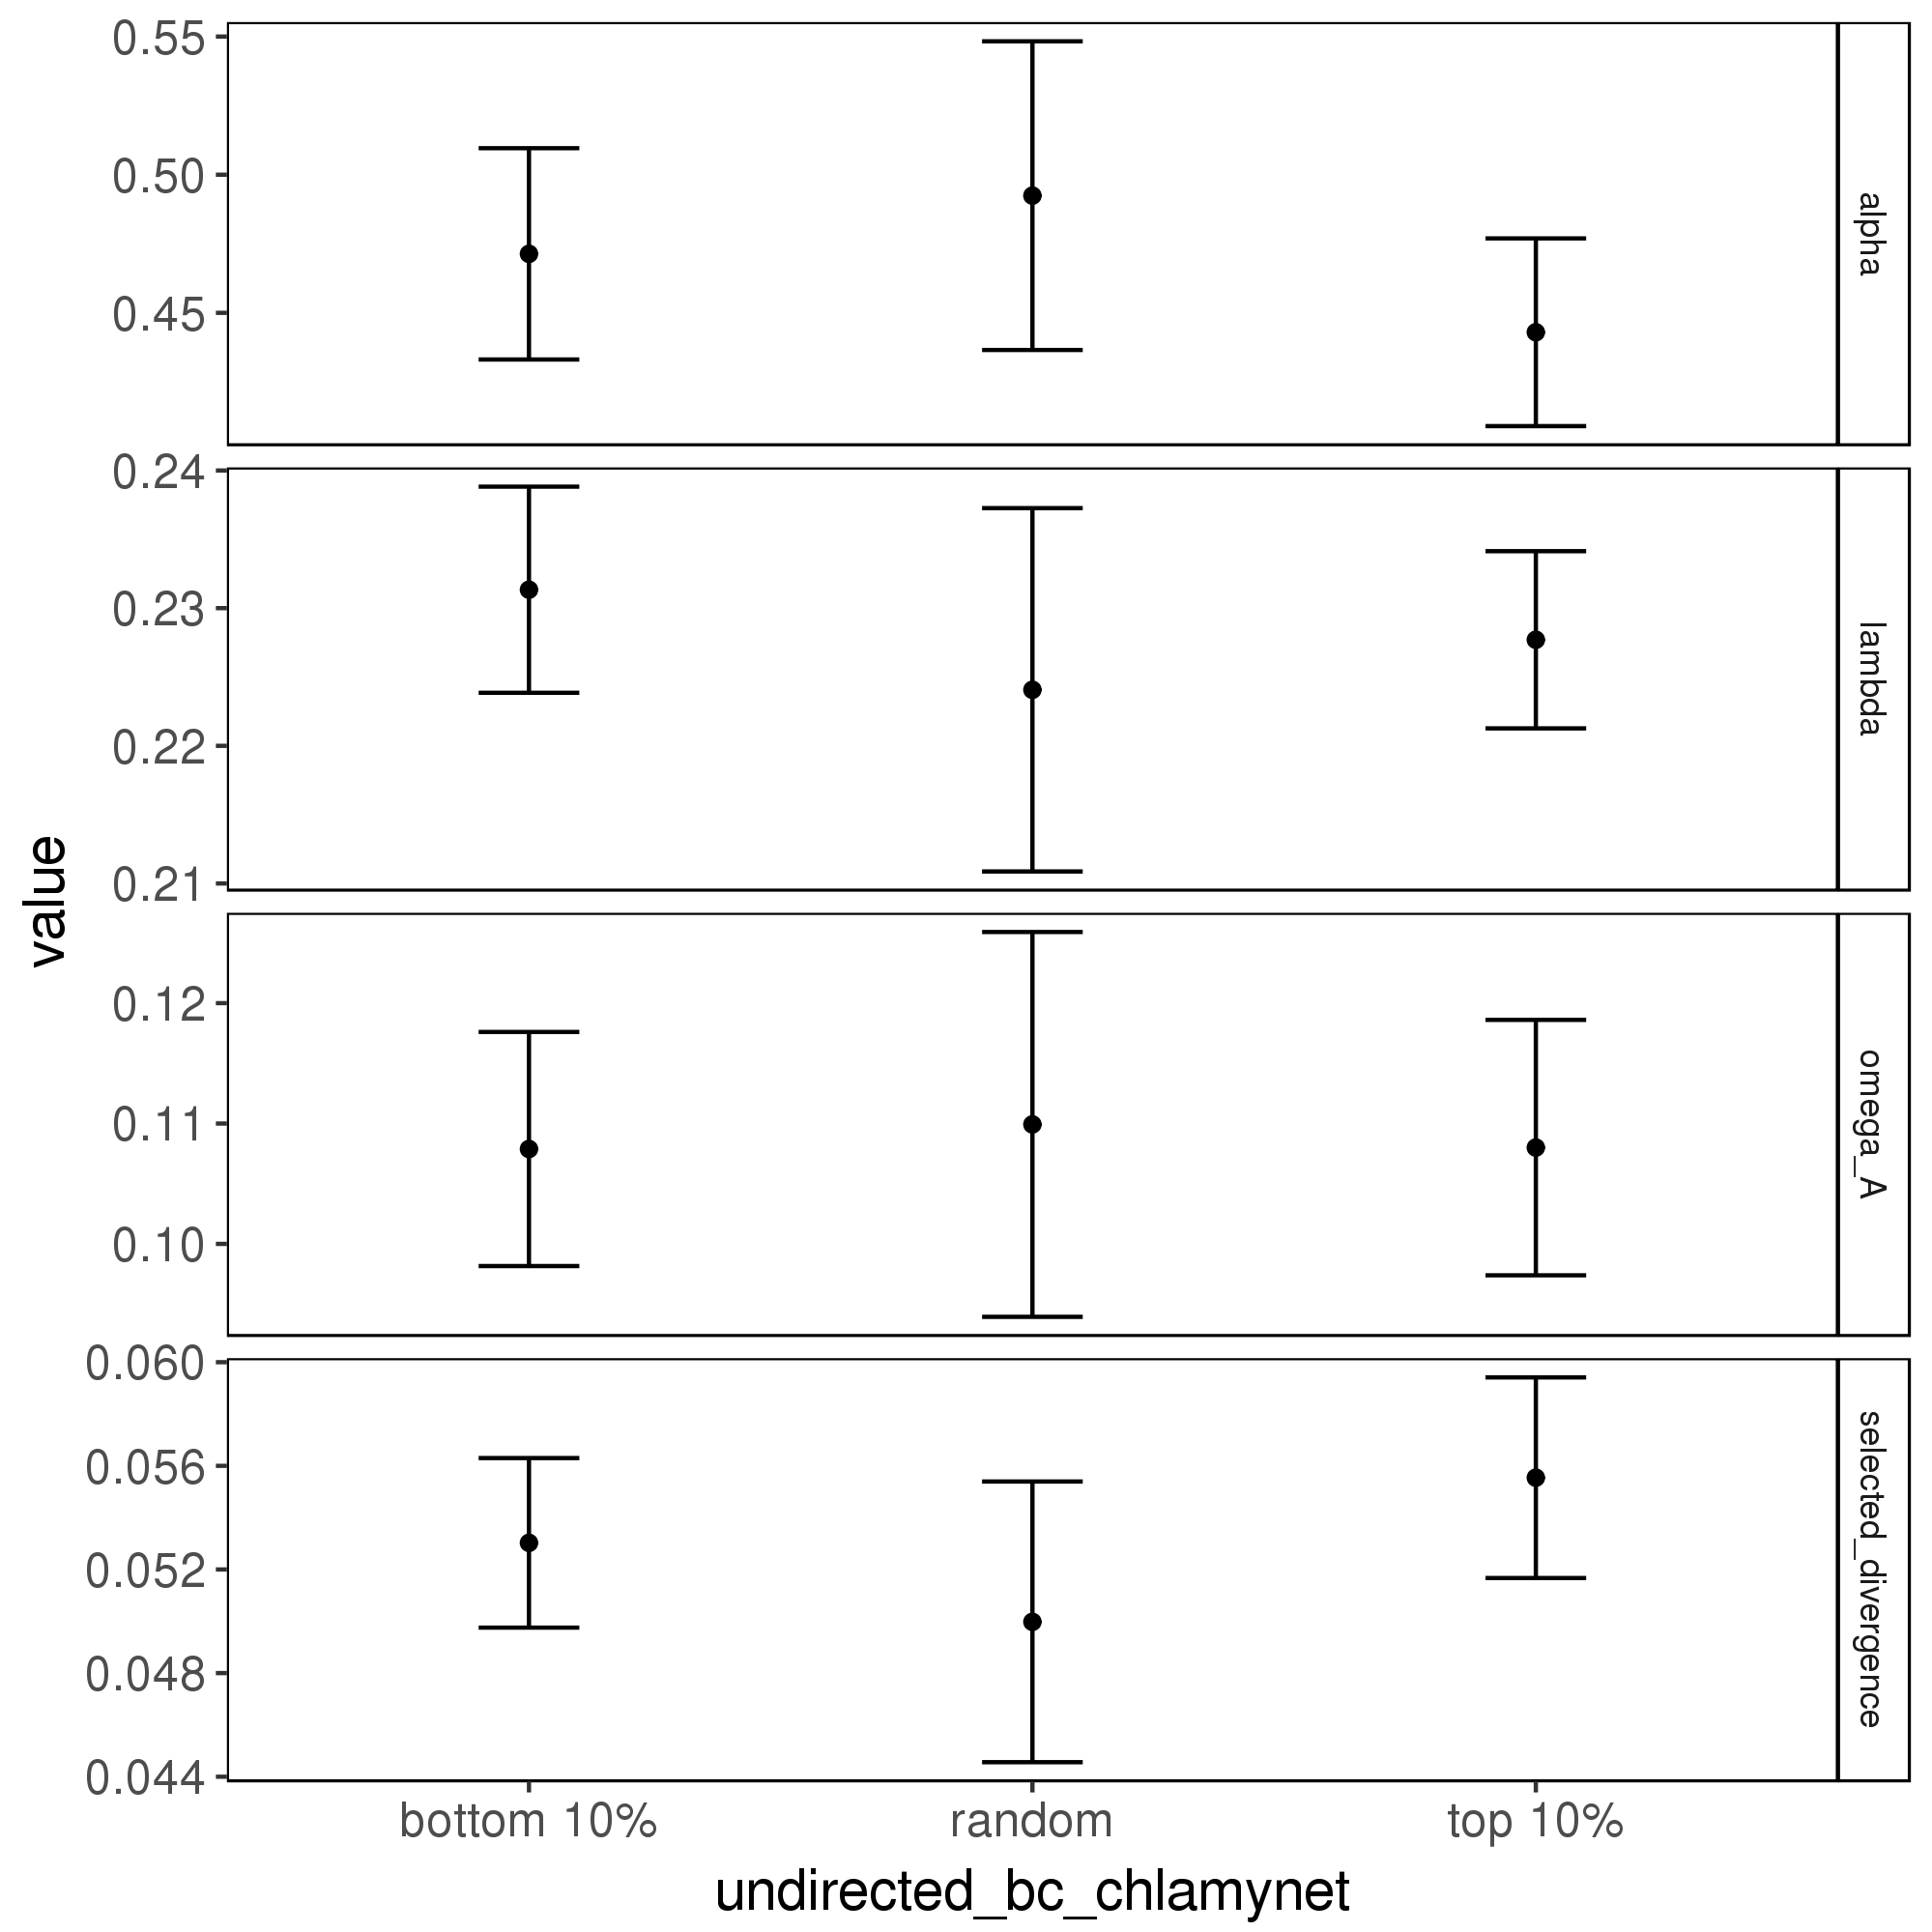 value
0.55
0.50
0.45
alpha
0.24
0.23
0.22
0.21
lambda
0.12
0.11
0.10
omega_A
0.060
0.056
0.052
0.048
0.044
selected_divergence
bottom 10% random top 10%
undirected_bc_chlamynet